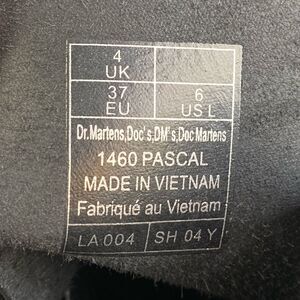 4
UK
37 6
EU US L
Dr.Martens,Doc's,DM's,Doc Martens
1460 PASCAL
MADE IN VIETNAM
Fabriqué au Vietnam
LA 004 SH 04 Y